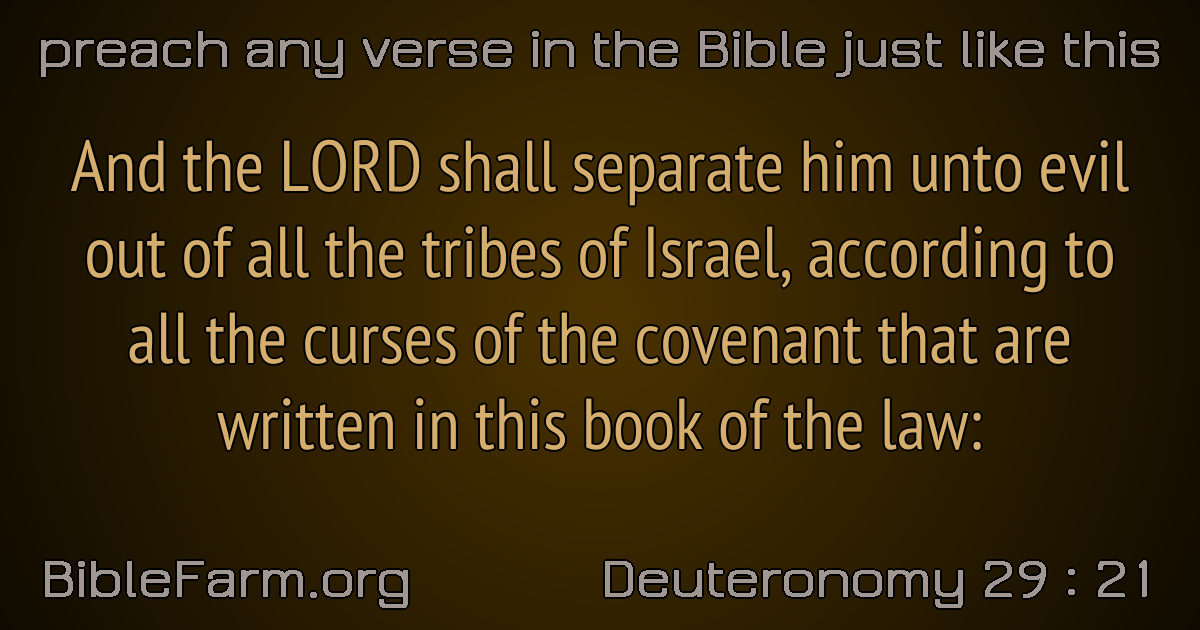 preach any verse in the Bible just like this
And the LORD shall separate him unto evil
out of all the tribes of Israel, according to
all the curses of the covenant that are
written in this book of the law:
BibleFarm.org
Deuteronomy 29 : 21